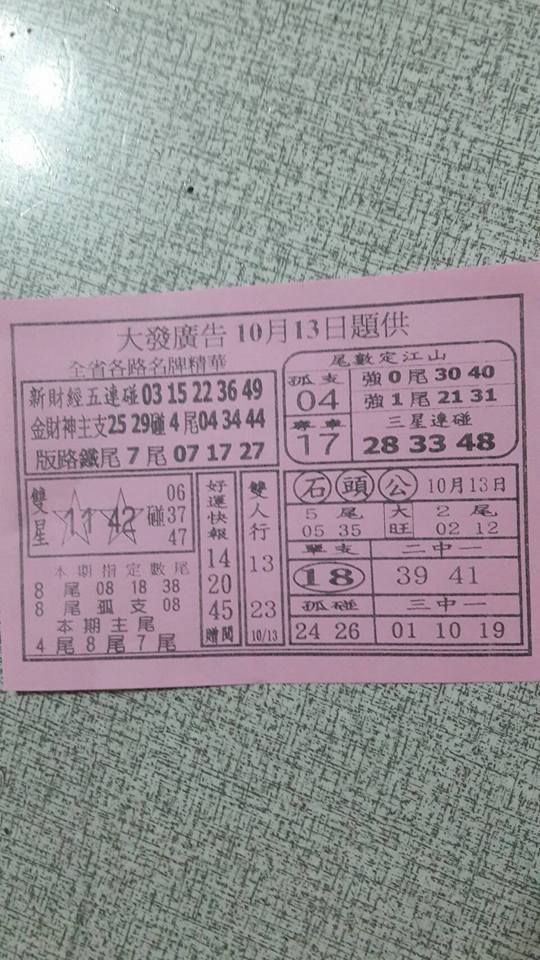 大發廣告 10月13日題供
全省各路名牌精華
新財經五連碰 03 15 22 36 49
金財神主支 25 29 碰 4 尾 04 34 44
版路鐵尾 7 尾 07 17 27
尾數定江山
孤支 04
強 0 尾 30 40
強 1 尾 21 31
專車 17
三星連碰
28 33 48
雙星 11 42 碰 06 37 47
本期指定數尾
8 尾 08 18 38
8 尾 孤 支 08
本期主尾
4 尾 8 尾 7 尾
好運快報
14
20
45
贈閱
雙人行
13
23
10/13
石頭公 10月13日
5 尾 05 35
大旺
2 尾 02 12
單支
18
二中一
39 41
孤碰
24 26
三中一
01 10 19